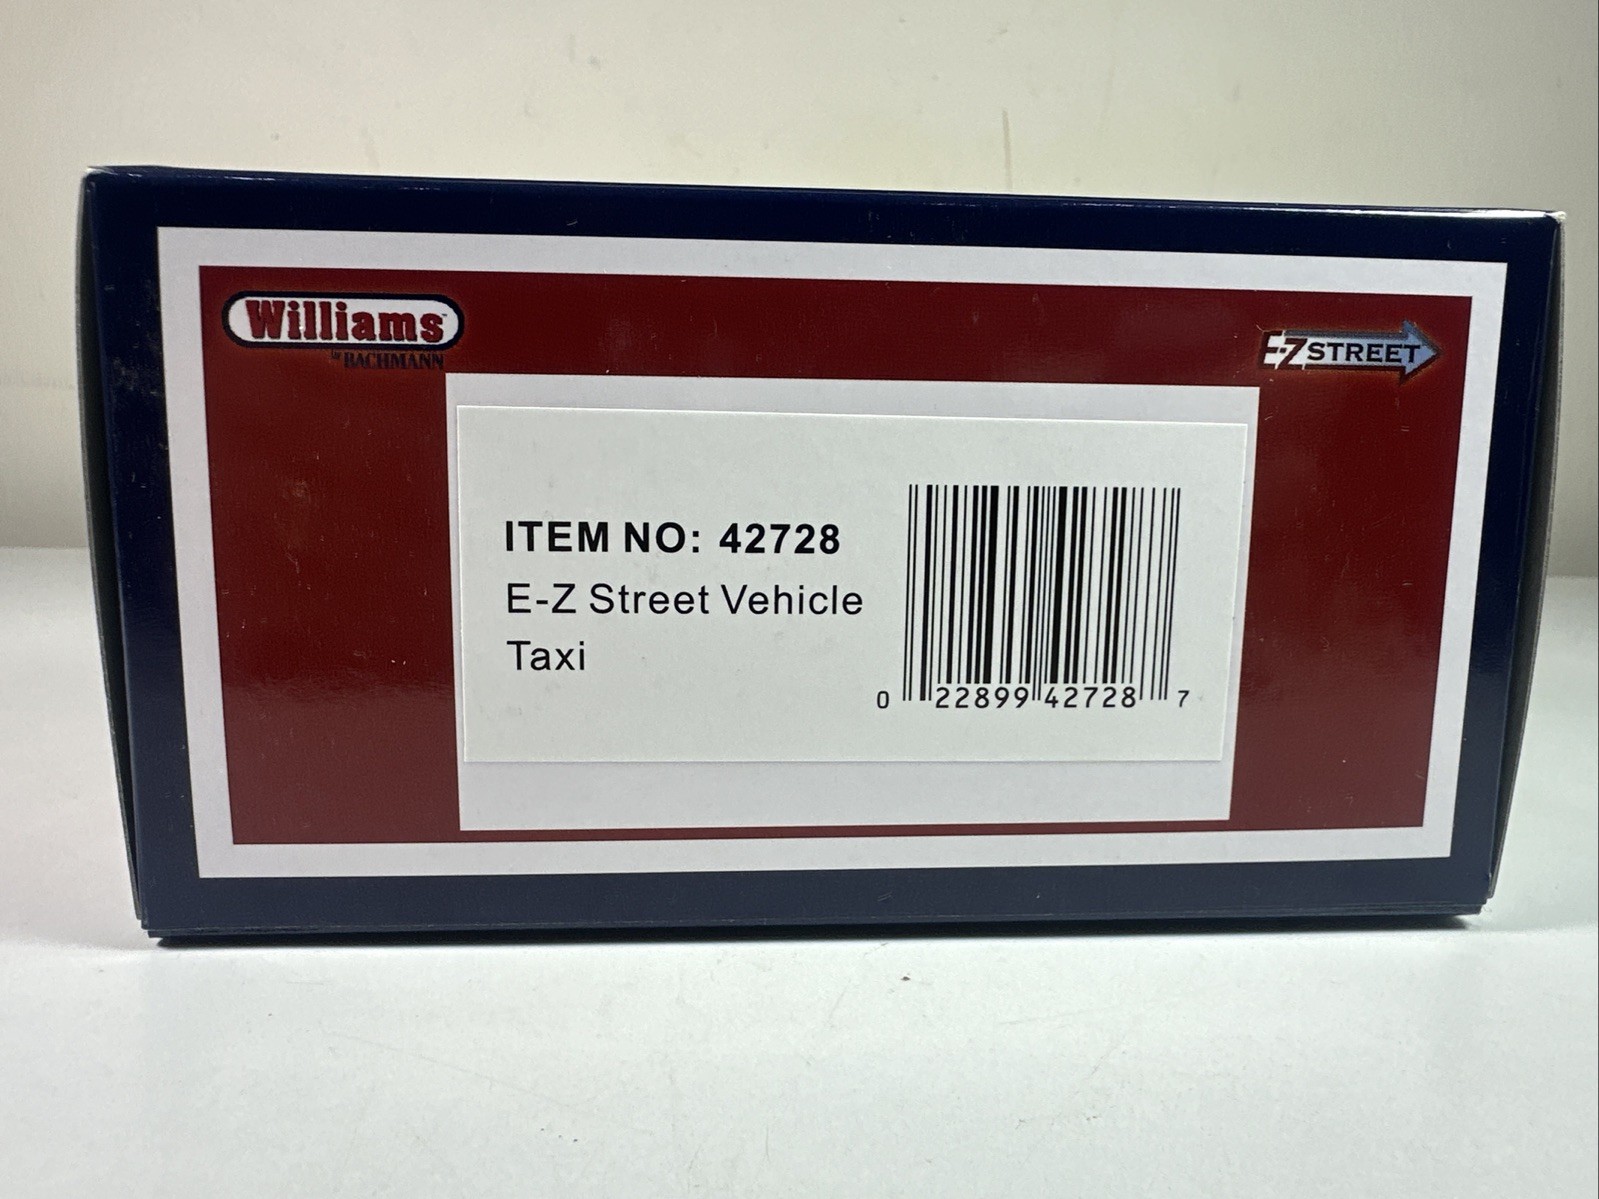 Williams
by BACHMANN
E-Z STREET
ITEM NO: 42728
E-Z Street Vehicle
Taxi
0 22899 42728 7